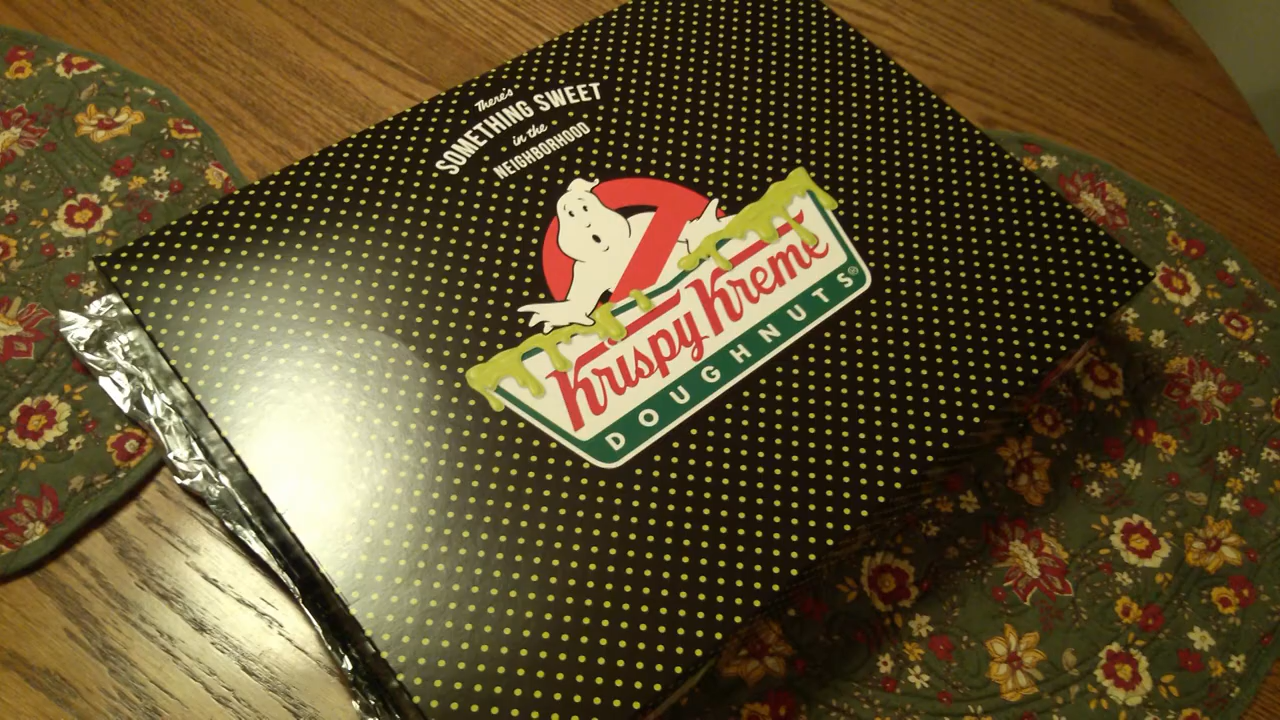 There's
SOMETHING SWEET
in the
NEIGHBORHOOD
Krispy Kreme
DOUGHNUTS®